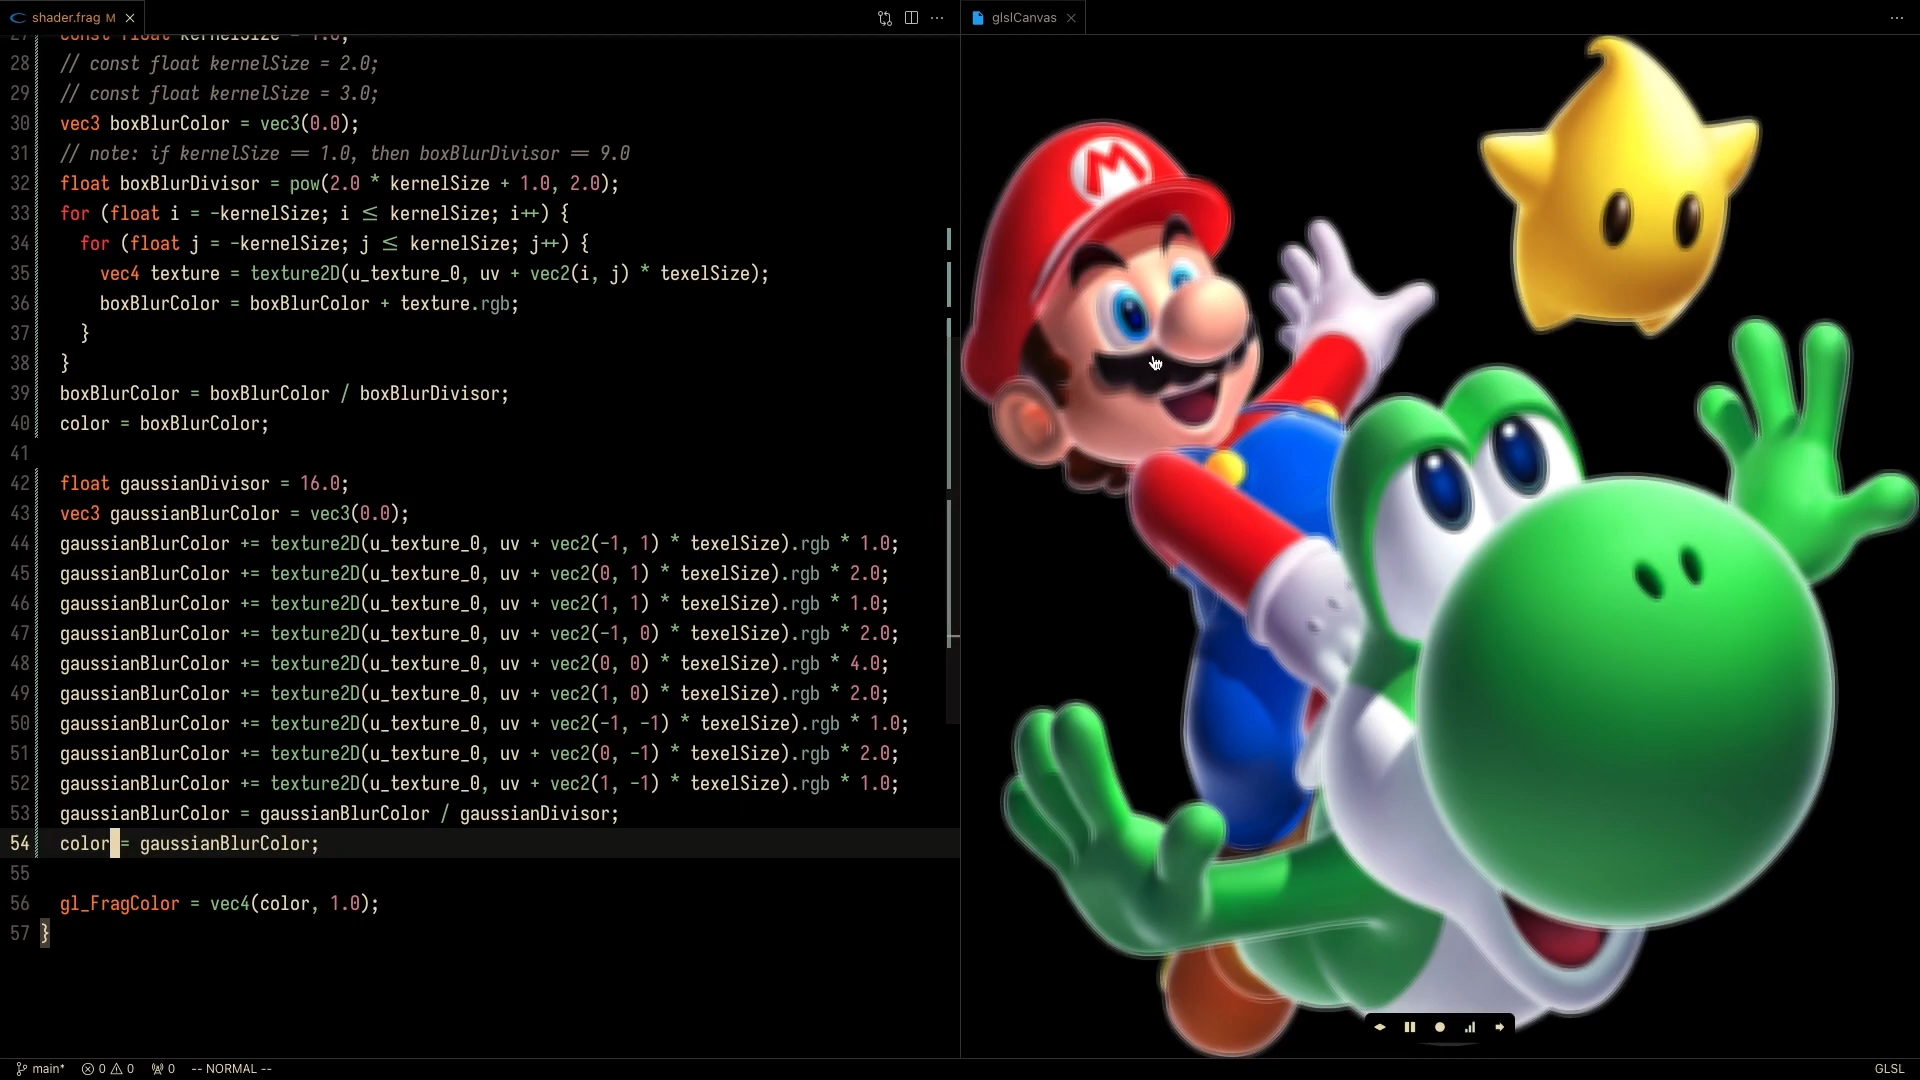 shader.frag M
glslCanvas
27 const float kernelSize = 1.0;
28 // const float kernelSize = 2.0;
29 // const float kernelSize = 3.0;
30 vec3 boxBlurColor = vec3(0.0);
31 // note: if kernelSize == 1.0, then boxBlurDivisor == 9.0
32 float boxBlurDivisor = pow(2.0 * kernelSize + 1.0, 2.0);
33 for (float i = -kernelSize; i ≤ kernelSize; i++) {
34 for (float j = -kernelSize; j ≤ kernelSize; j++) {
35 vec4 texture = texture2D(u_texture_0, uv + vec2(i, j) * texelSize);
36 boxBlurColor = boxBlurColor + texture.rgb;
37 }
38 }
39 boxBlurColor = boxBlurColor / boxBlurDivisor;
40 color = boxBlurColor;
41
42 float gaussianDivisor = 16.0;
43 vec3 gaussianBlurColor = vec3(0.0);
44 gaussianBlurColor += texture2D(u_texture_0, uv + vec2(-1, 1) * texelSize).rgb * 1.0;
45 gaussianBlurColor += texture2D(u_texture_0, uv + vec2(0, 1) * texelSize).rgb * 2.0;
46 gaussianBlurColor += texture2D(u_texture_0, uv + vec2(1, 1) * texelSize).rgb * 1.0;
47 gaussianBlurColor += texture2D(u_texture_0, uv + vec2(-1, 0) * texelSize).rgb * 2.0;
48 gaussianBlurColor += texture2D(u_texture_0, uv + vec2(0, 0) * texelSize).rgb * 4.0;
49 gaussianBlurColor += texture2D(u_texture_0, uv + vec2(1, 0) * texelSize).rgb * 2.0;
50 gaussianBlurColor += texture2D(u_texture_0, uv + vec2(-1, -1) * texelSize).rgb * 1.0;
51 gaussianBlurColor += texture2D(u_texture_0, uv + vec2(0, -1) * texelSize).rgb * 2.0;
52 gaussianBlurColor += texture2D(u_texture_0, uv + vec2(1, -1) * texelSize).rgb * 1.0;
53 gaussianBlurColor = gaussianBlurColor / gaussianDivisor;
54 color = gaussianBlurColor;
55
56 gl_FragColor = vec4(color, 1.0);
57 }
M
main* 0 0 0 -- NORMAL --
GLSL